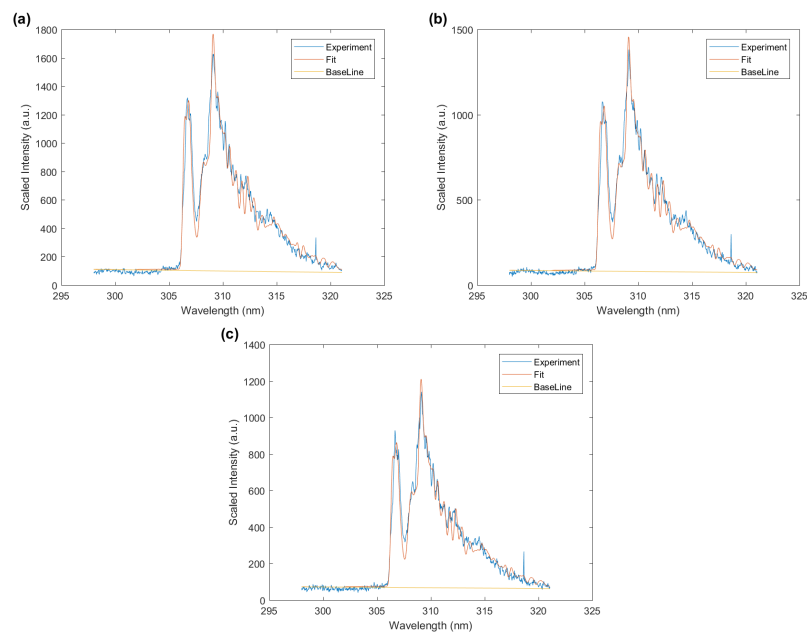 (a)
1800
1600
1400
1200
1000
800
600
400
200
0
295
300
305
310
315
320
325
Scaled Intensity (a.u.)
Wavelength (nm)
Experiment
Fit
BaseLine
(b)
1500
1000
500
0
295
300
305
310
315
320
325
Scaled Intensity (a.u.)
Wavelength (nm)
Experiment
Fit
BaseLine
(c)
1400
1200
1000
800
600
400
200
0
295
300
305
310
315
320
325
Scaled Intensity (a.u.)
Wavelength (nm)
Experiment
Fit
BaseLine